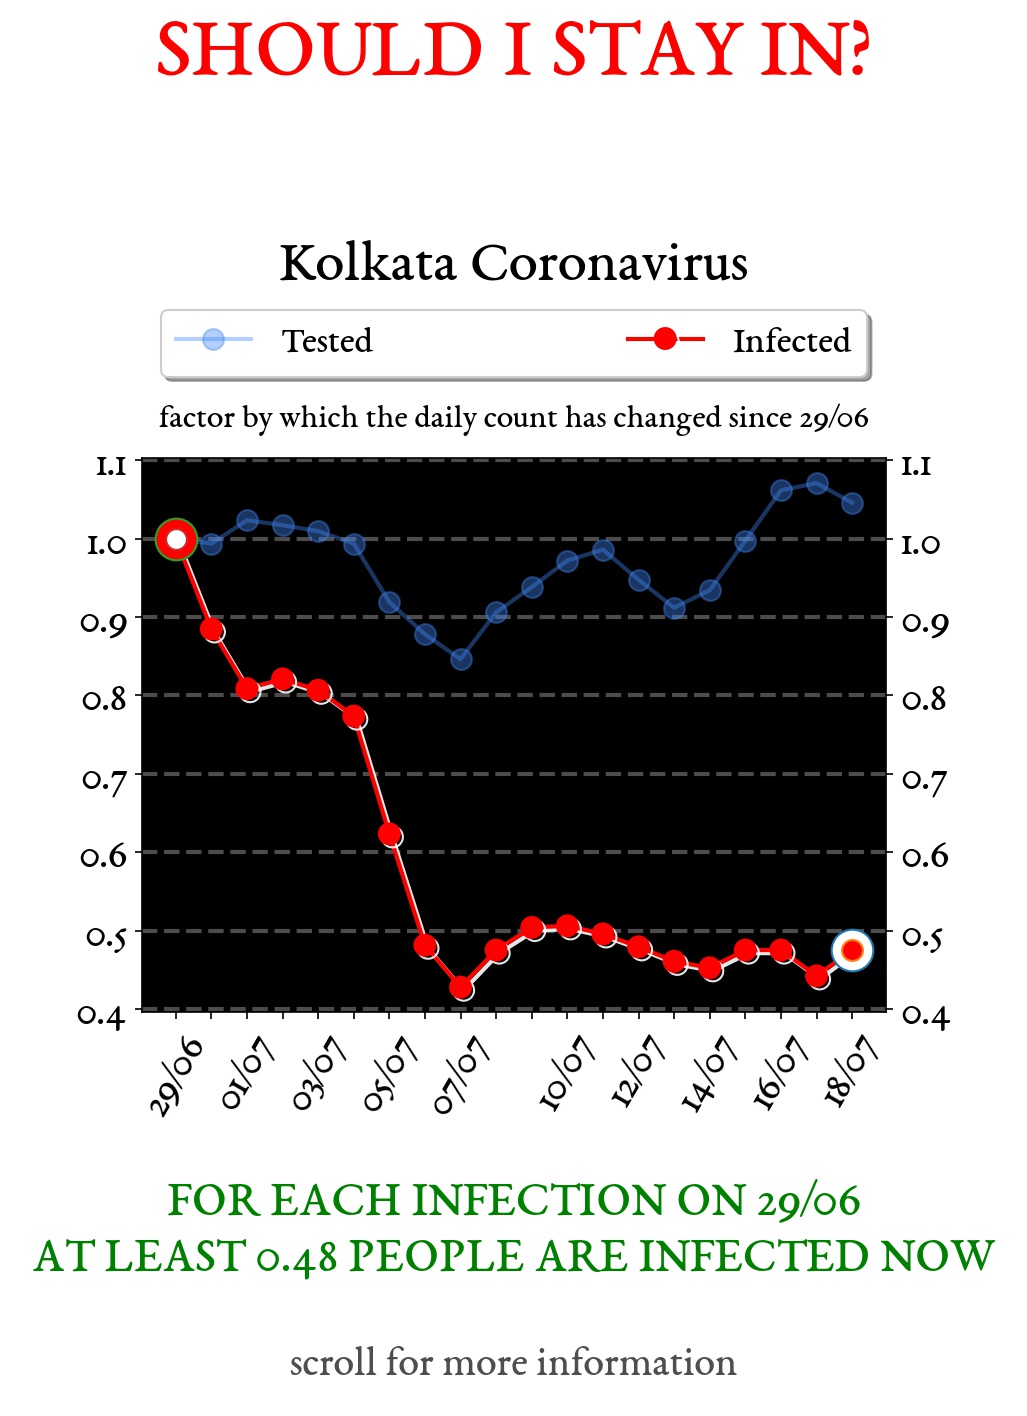 SHOULD I STAY IN?
Kolkata Coronavirus
Tested Infected
factor by which the daily count has changed since 29/06
1.1 1.1
1.0 1.0
0.9 0.9
0.8 0.8
0.7 0.7
0.6 0.6
0.5 0.5
0.4 0.4
29/06 01/07 03/07 05/07 07/07 10/07 12/07 14/07 16/07 18/07
FOR EACH INFECTION ON 29/06
AT LEAST 0.48 PEOPLE ARE INFECTED NOW
scroll for more information